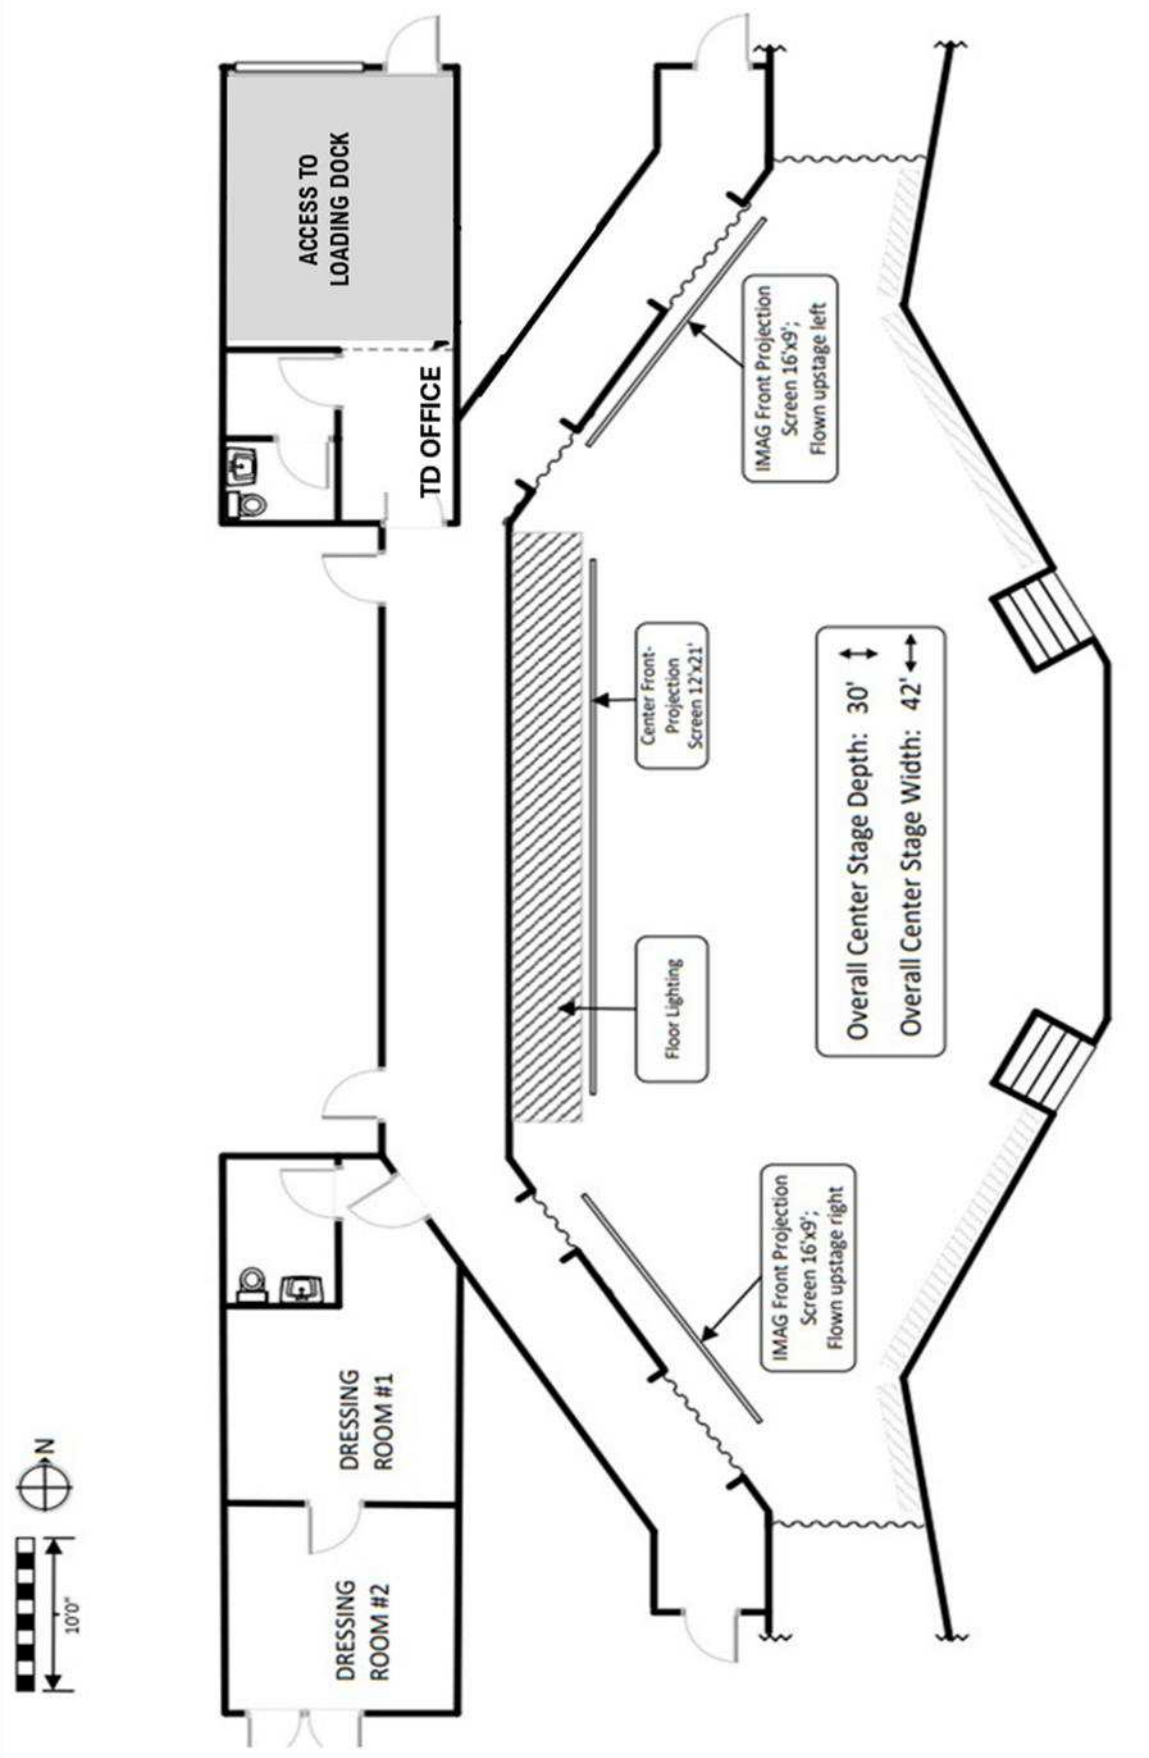 ACCESS TO
LOADING DOCK
TD OFFICE
IMAG Front Projection
Screen 16'x9';
Flown upstage left
Center Front-
Projection
Screen 12'x21'
Overall Center Stage Depth: 30'
Overall Center Stage Width: 42'
Floor Lighting
IMAG Front Projection
Screen 16'x9';
Flown upstage right
DRESSING
ROOM #1
DRESSING
ROOM #2
N
10'0"